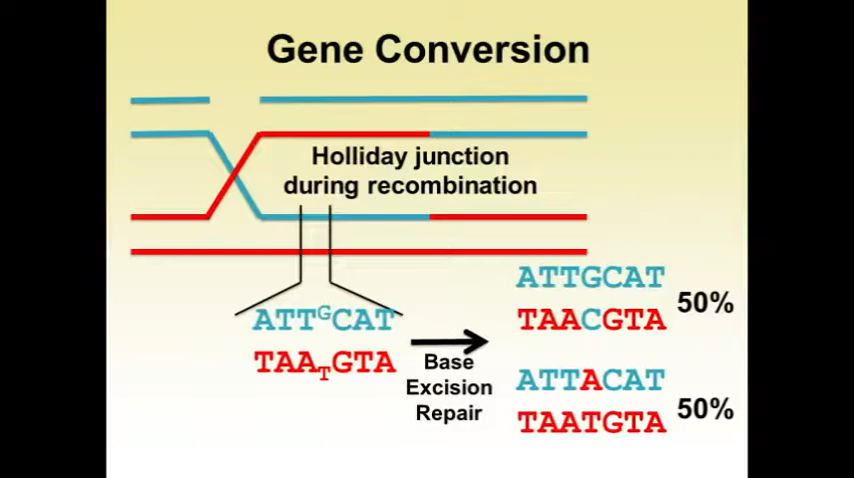 Gene Conversion
Holliday junction
during recombination
ATTGCAT
TAATGTA
Base
Excision
Repair
ATTGCAT
TAACGTA
50%
ATTACAT
TAATGTA
50%